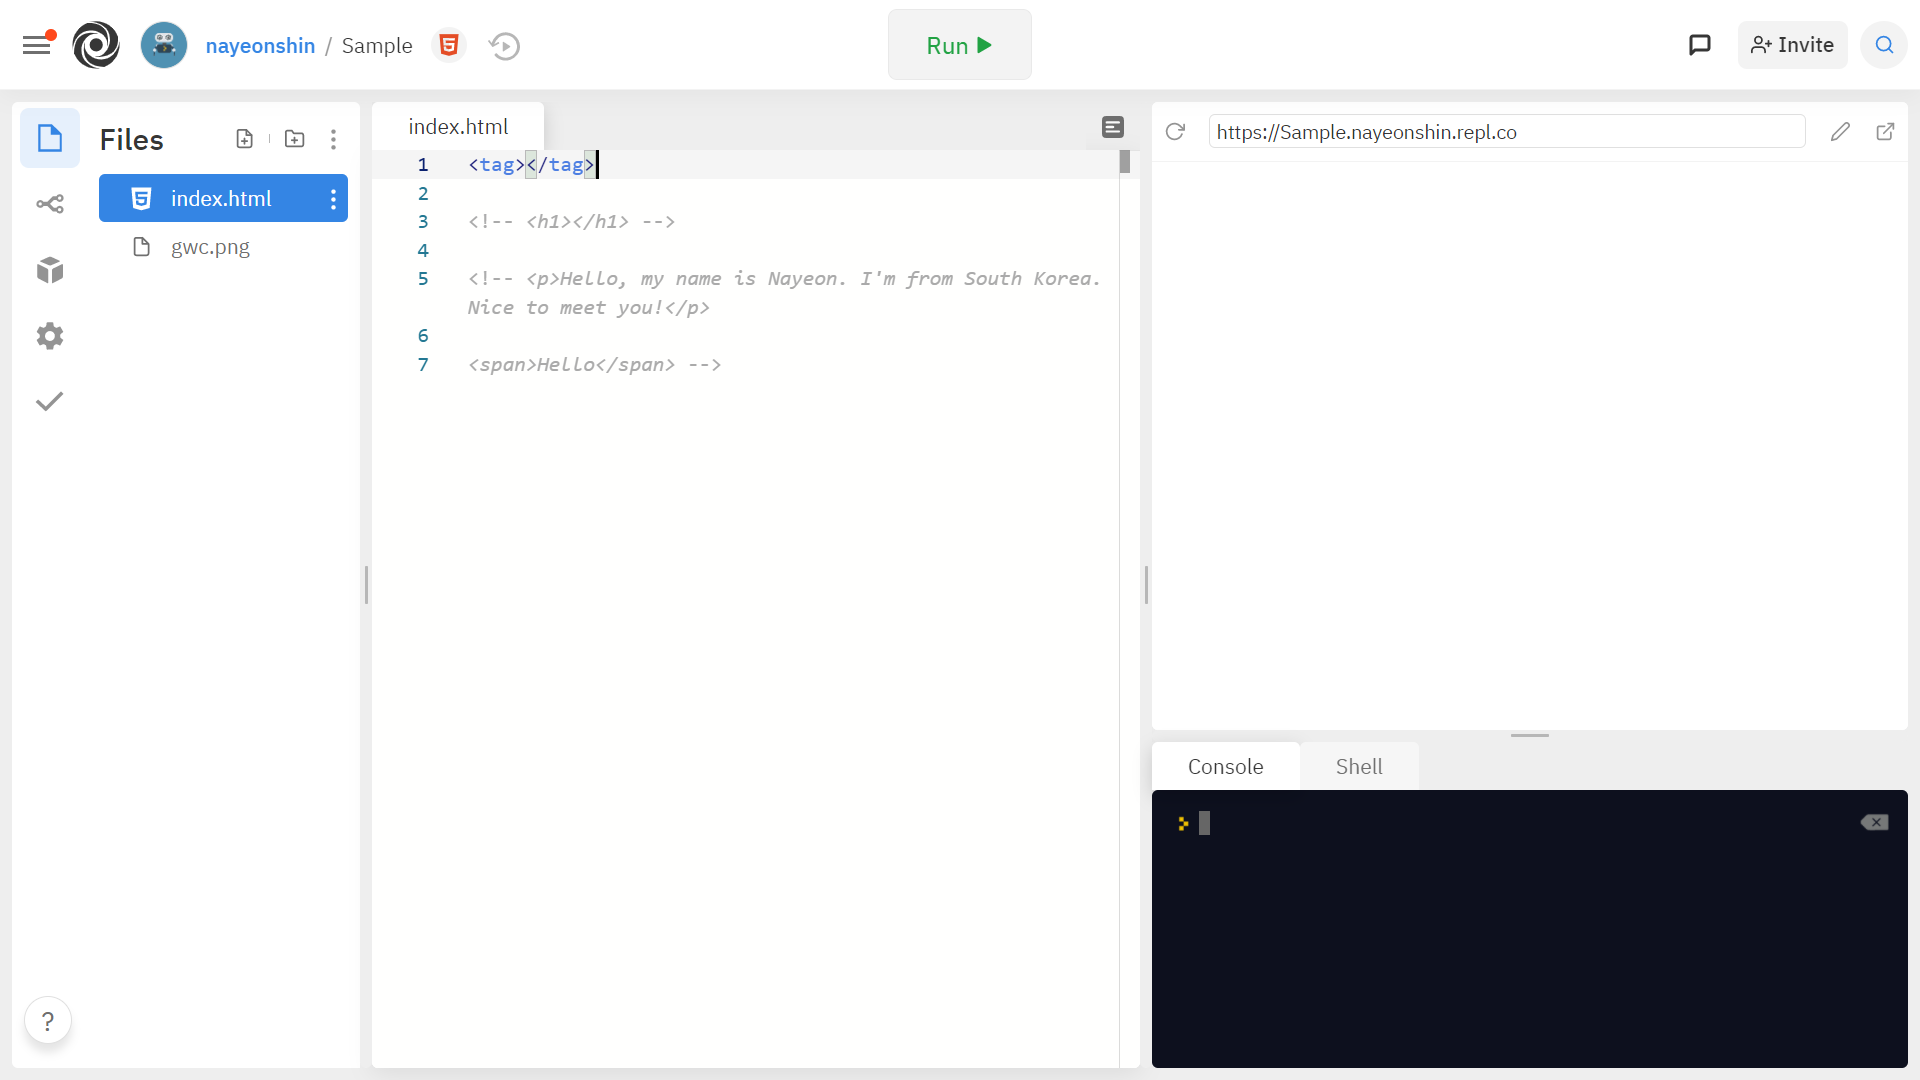 nayeonshin / Sample
Run
Invite
Files
index.html
gwc.png
index.html
1 <tag></tag>
2
3 <!-- <h1></h1> -->
4
5 <!-- <p>Hello, my name is Nayeon. I'm from South Korea.
Nice to meet you!</p>
6
7 <span>Hello</span> -->
https://Sample.nayeonshin.repl.co
Console
Shell
?